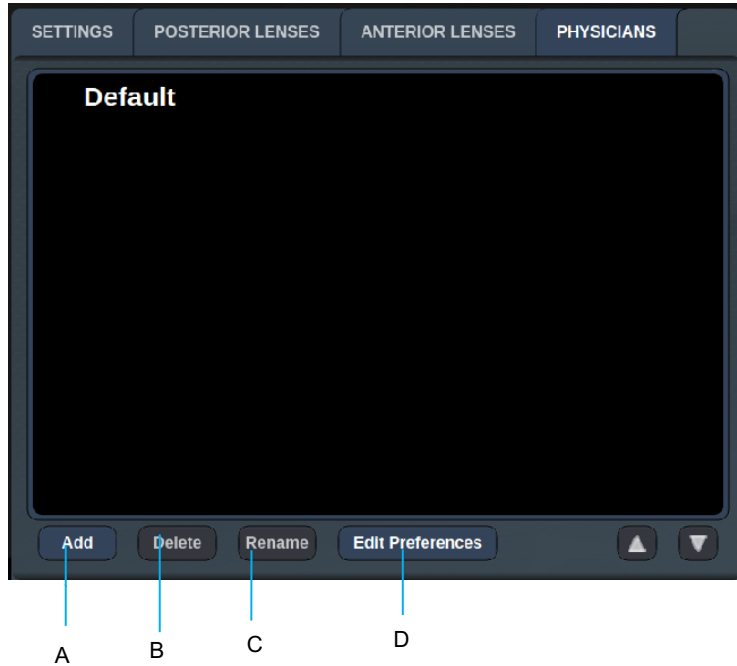 SETTINGS POSTERIOR LENSES ANTERIOR LENSES PHYSICIANS
Default
Add Delete Rename Edit Preferences
A B C D